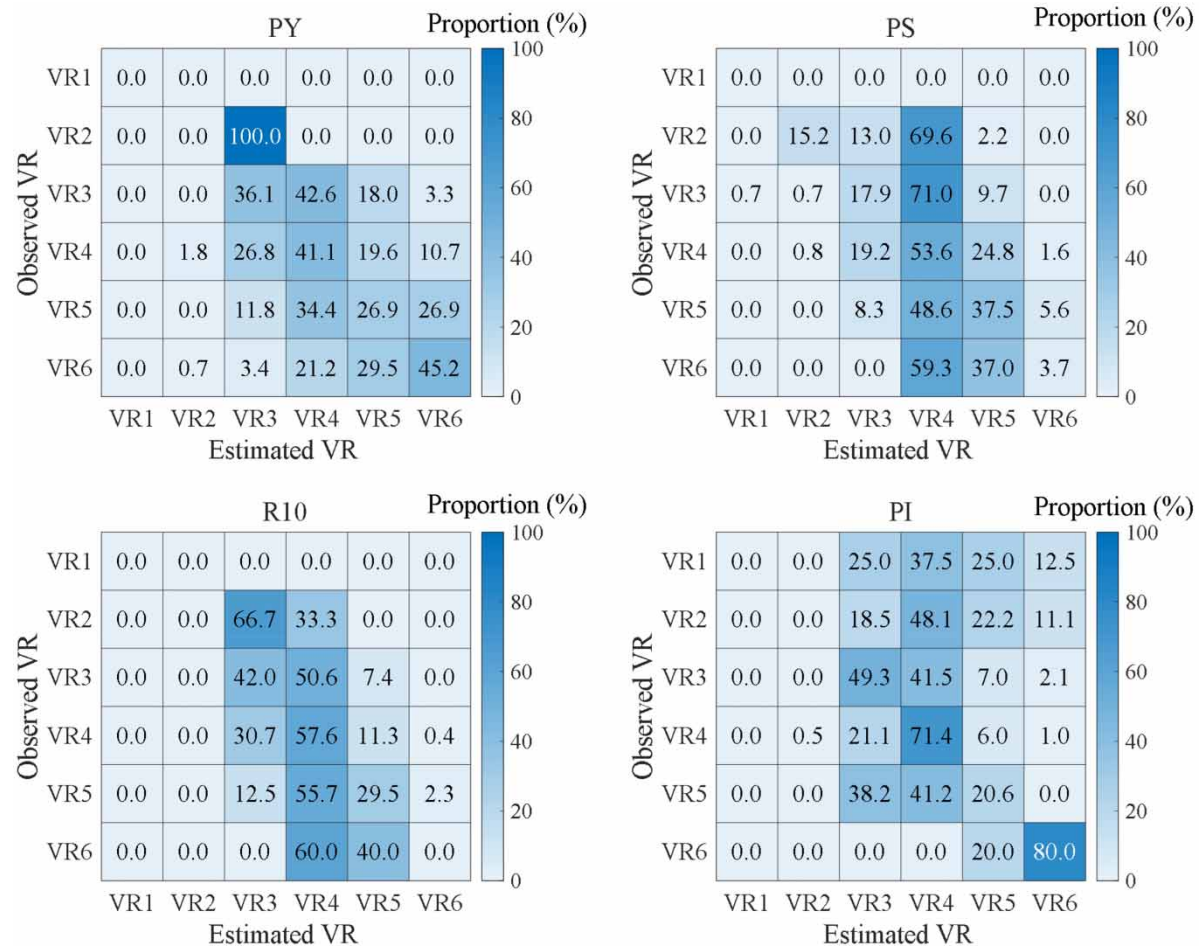 PY Proportion (%)
VR1 0.0 0.0 0.0 0.0 0.0 0.0 100
VR2 0.0 0.0 100.0 0.0 0.0 0.0 80
VR3 0.0 0.0 36.1 42.6 18.0 3.3 60
VR4 0.0 1.8 26.8 41.1 19.6 10.7 40
VR5 0.0 0.0 11.8 34.4 26.9 26.9 20
VR6 0.0 0.7 3.4 21.2 29.5 45.2 0
VR1 VR2 VR3 VR4 VR5 VR6
Estimated VR
Observed VR
PS Proportion (%)
VR1 0.0 0.0 0.0 0.0 0.0 0.0 100
VR2 0.0 15.2 13.0 69.6 2.2 0.0 80
VR3 0.7 0.7 17.9 71.0 9.7 0.0 60
VR4 0.0 0.8 19.2 53.6 24.8 1.6 40
VR5 0.0 0.0 8.3 48.6 37.5 5.6 20
VR6 0.0 0.0 0.0 59.3 37.0 3.7 0
VR1 VR2 VR3 VR4 VR5 VR6
Estimated VR
Observed VR
R10 Proportion (%)
VR1 0.0 0.0 0.0 0.0 0.0 0.0 100
VR2 0.0 0.0 66.7 33.3 0.0 0.0 80
VR3 0.0 0.0 42.0 50.6 7.4 0.0 60
VR4 0.0 0.0 30.7 57.6 11.3 0.4 40
VR5 0.0 0.0 12.5 55.7 29.5 2.3 20
VR6 0.0 0.0 0.0 60.0 40.0 0.0 0
VR1 VR2 VR3 VR4 VR5 VR6
Estimated VR
Observed VR
PI Proportion (%)
VR1 0.0 0.0 25.0 37.5 25.0 12.5 100
VR2 0.0 0.0 18.5 48.1 22.2 11.1 80
VR3 0.0 0.0 49.3 41.5 7.0 2.1 60
VR4 0.0 0.5 21.1 71.4 6.0 1.0 40
VR5 0.0 0.0 38.2 41.2 20.6 0.0 20
VR6 0.0 0.0 0.0 0.0 20.0 80.0 0
VR1 VR2 VR3 VR4 VR5 VR6
Estimated VR
Observed VR